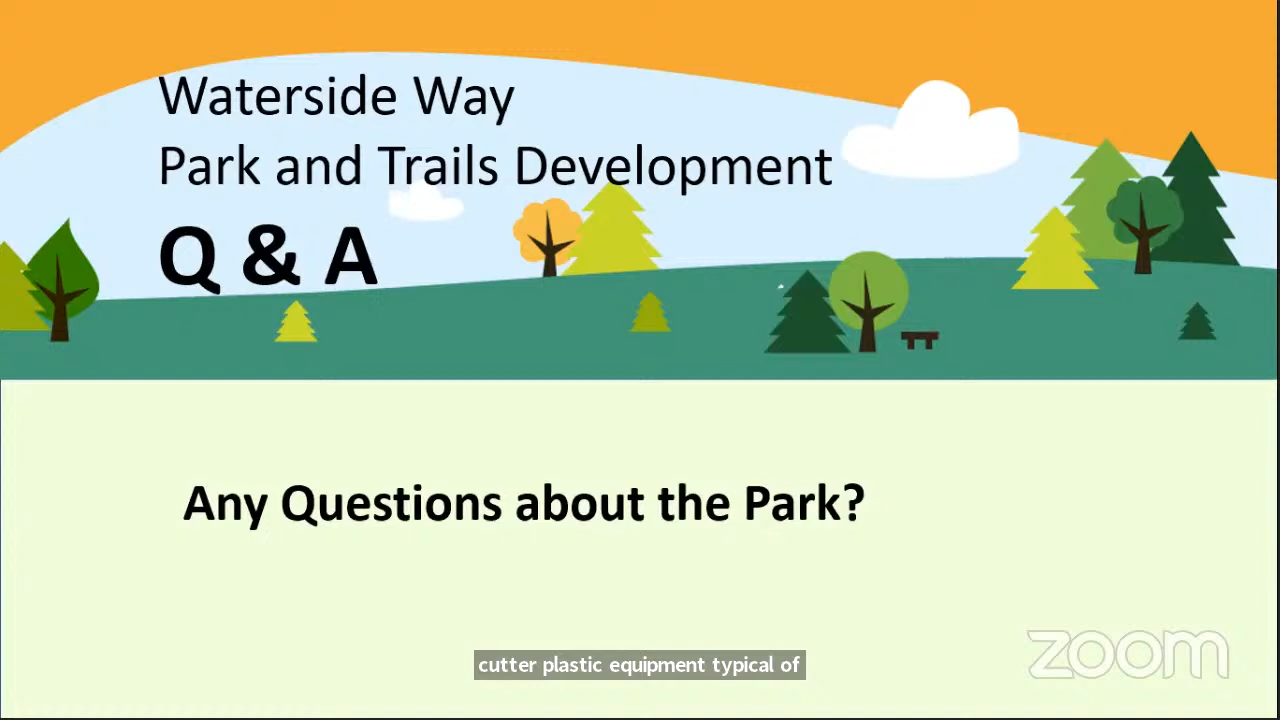 Waterside Way
Park and Trails Development
Q & A
Any Questions about the Park?
cutter plastic equipment typical of
zoom